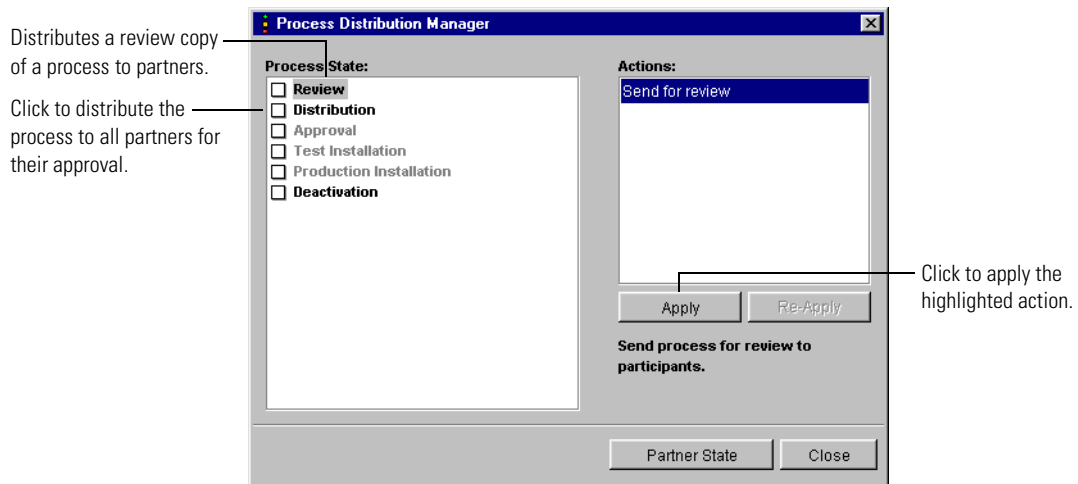 Process Distribution Manager
Distributes a review copy
of a process to partners.
Click to distribute the
process to all partners for
their approval.
Process State:
Review
Distribution
Approval
Test Installation
Production Installation
Deactivation
Actions:
Send for review
Apply
Re-Apply
Click to apply the
highlighted action.
Send process for review to
participants.
Partner State
Close